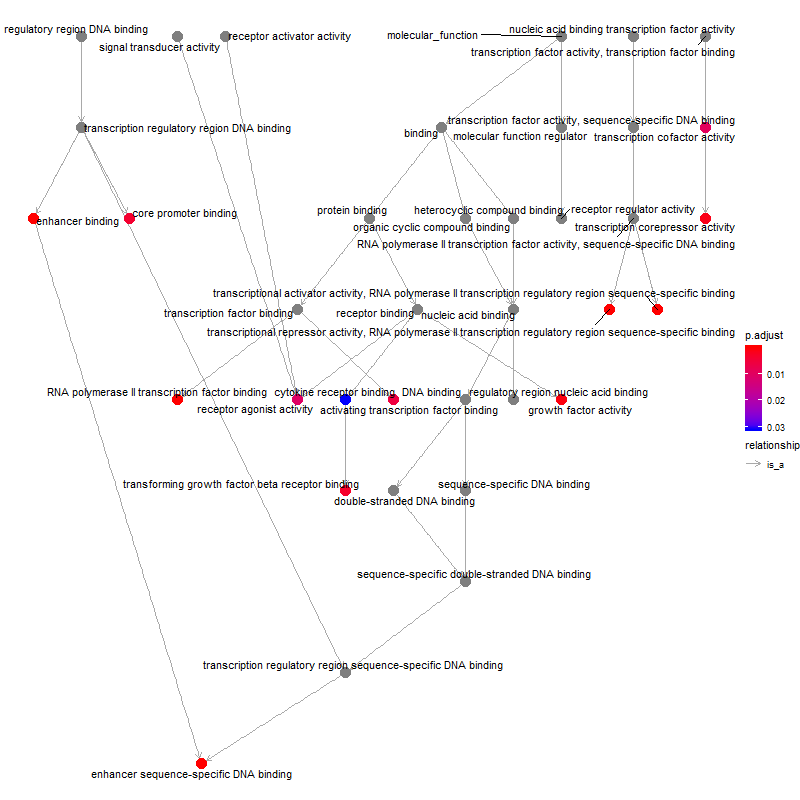 regulatory region DNA binding
signal transducer activity
receptor activator activity
molecular_function
nucleic acid binding transcription factor activity
transcription factor activity, transcription factor binding
transcription regulatory region DNA binding
binding
transcription factor activity, sequence-specific DNA binding
molecular function regulator
transcription cofactor activity
enhancer binding
core promoter binding
protein binding
heterocyclic compound binding
receptor regulator activity
organic cyclic compound binding
transcription corepressor activity
RNA polymerase II transcription factor activity, sequence-specific DNA binding
transcriptional activator activity, RNA polymerase II transcription regulatory region sequence-specific binding
transcription factor binding
receptor binding
nucleic acid binding
transcriptional repressor activity, RNA polymerase II transcription regulatory region sequence-specific binding
RNA polymerase II transcription factor binding
cytokine receptor binding
DNA binding
regulatory region nucleic acid binding
receptor agonist activity
activating transcription factor binding
growth factor activity
transforming growth factor beta receptor binding
sequence-specific DNA binding
double-stranded DNA binding
sequence-specific double-stranded DNA binding
transcription regulatory region sequence-specific DNA binding
enhancer sequence-specific DNA binding
p.adjust
0.01
0.02
0.03
relationship
is_a